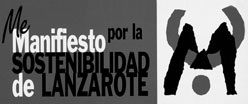 Me
Manifiesto por la
SOSTENIBILIDAD
de LANZAROTE